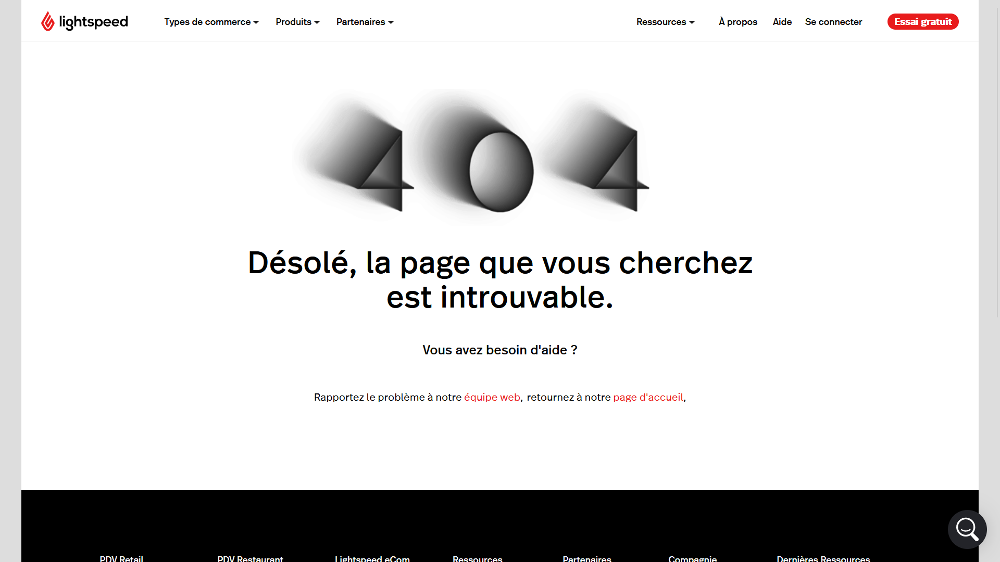 lightspeed
Types de commerce
Produits
Partenaires
Ressources
À propos
Aide
Se connecter
Essai gratuit
404
Désolé, la page que vous cherchez
est introuvable.
Vous avez besoin d'aide ?
Rapportez le problème à notre équipe web, retournez à notre page d'accueil,
PDV Retail
PDV Restaurant
Lightspeed eCom
Ressources
Partenaires
Compagnie
Dernières Ressources